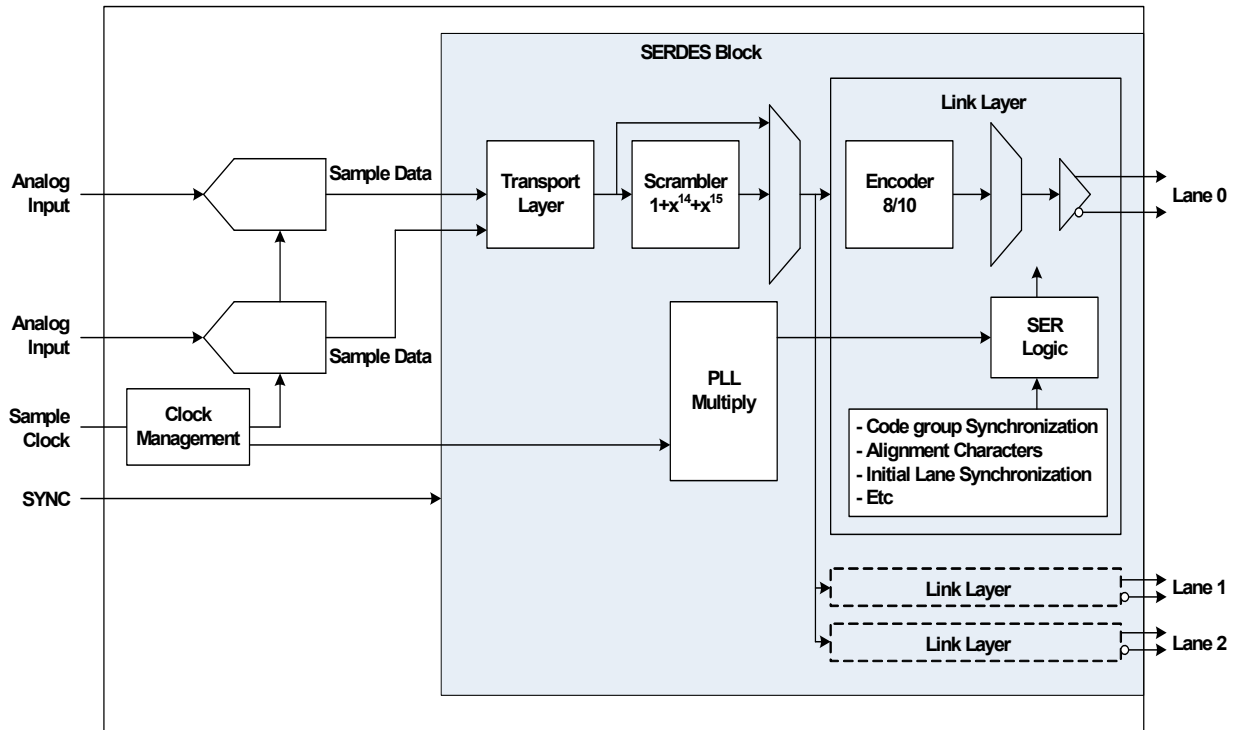 SERDES Block
Link Layer
Analog
Input
Sample Data
Transport
Layer
Scrambler
1+x¹⁴+x¹⁵
Encoder
8/10
Lane 0
Analog
Input
Sample Data
PLL
Multiply
SER
Logic
Sample
Clock
Clock
Management
- Code group Synchronization
- Alignment Characters
- Initial Lane Synchronization
- Etc
SYNC
Link Layer
Lane 1
Link Layer
Lane 2